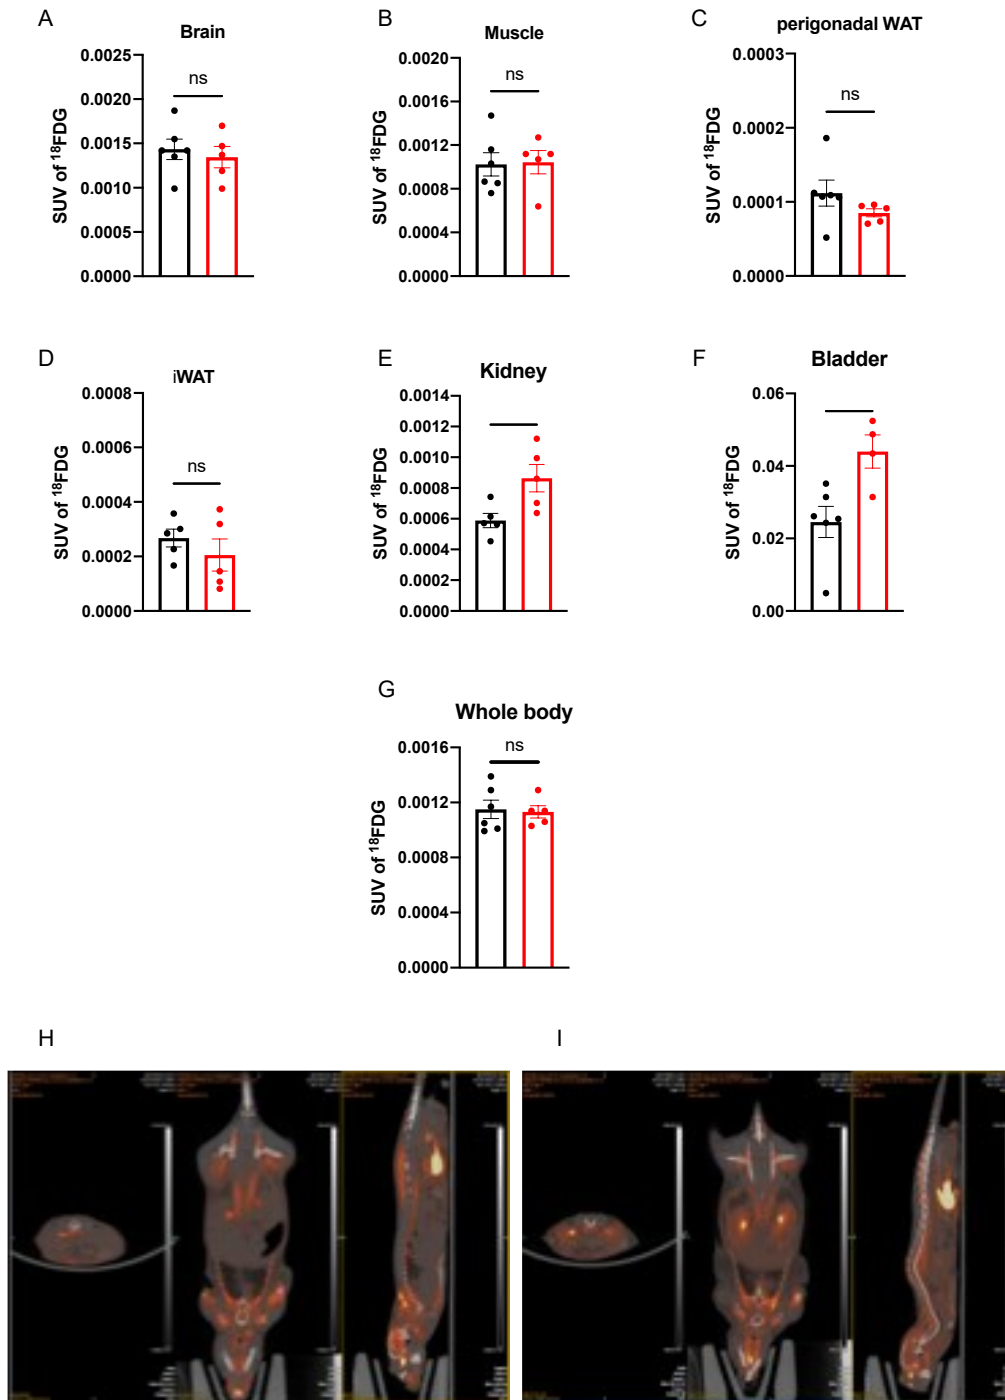 A
Brain
SUV of ¹⁸FDG
0.0025
0.0020
0.0015
0.0010
0.0005
0.0000
ns
B
Muscle
SUV of ¹⁸FDG
0.0020
0.0016
0.0012
0.0008
0.0004
0.0000
ns
C
perigonadal WAT
SUV of ¹⁸FDG
0.0003
0.0002
0.0001
0.0000
ns
D
iWAT
SUV of ¹⁸FDG
0.0008
0.0006
0.0004
0.0002
0.0000
ns
E
Kidney
SUV of ¹⁸FDG
0.0014
0.0012
0.0010
0.0008
0.0006
0.0004
0.0002
0.0000
F
Bladder
SUV of ¹⁸FDG
0.06
0.04
0.02
0.00
G
Whole body
SUV of ¹⁸FDG
0.0016
0.0012
0.0008
0.0004
0.0000
ns
H
I